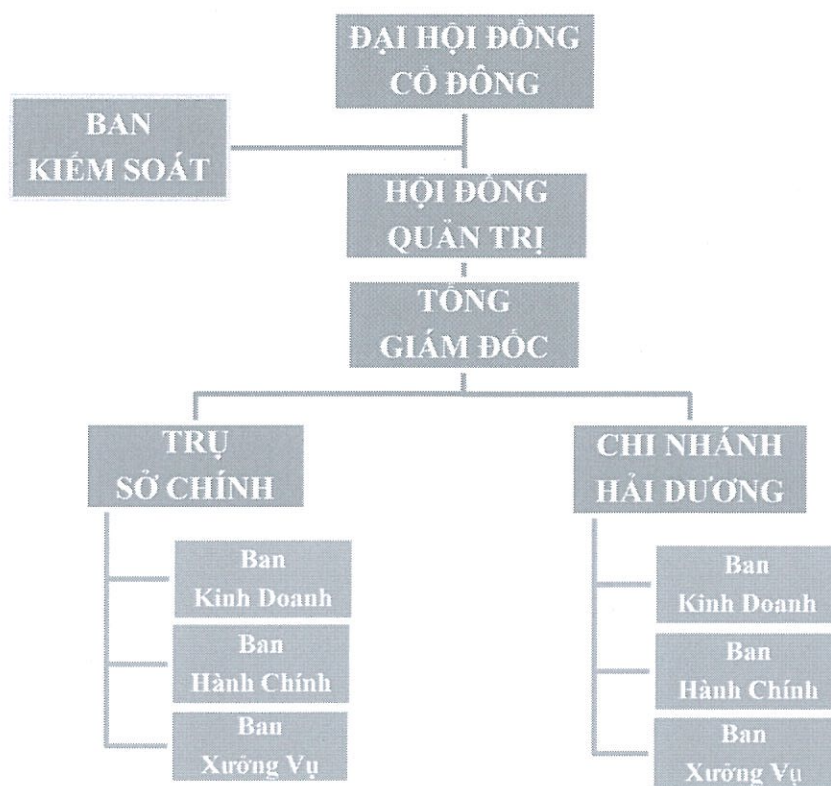 ĐẠI HỘI ĐỒNG
CỔ ĐÔNG
BAN
KIỂM SOÁT
HỘI ĐỒNG
QUẢN TRỊ
TỔNG
GIÁM ĐỐC
TRỤ
SỞ CHÍNH
Ban
Kinh Doanh
Ban
Hành Chính
Ban
Xưởng Vụ
CHI NHÁNH
HẢI DƯƠNG
Ban
Kinh Doanh
Ban
Hành Chính
Ban
Xưởng Vụ